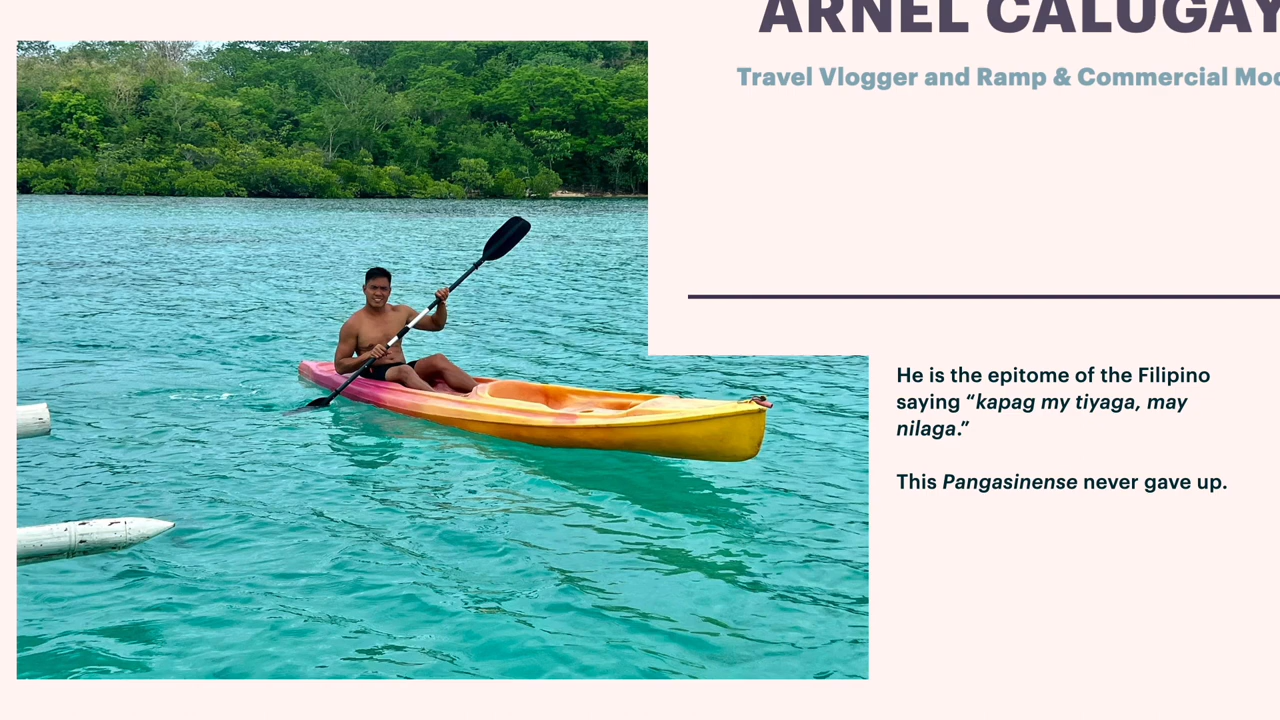 ARNEL CALUGAY
Travel Vlogger and Ramp & Commercial Mod
He is the epitome of the Filipino
saying “kapag my tiyaga, may
nilaga.”
This Pangasinense never gave up.